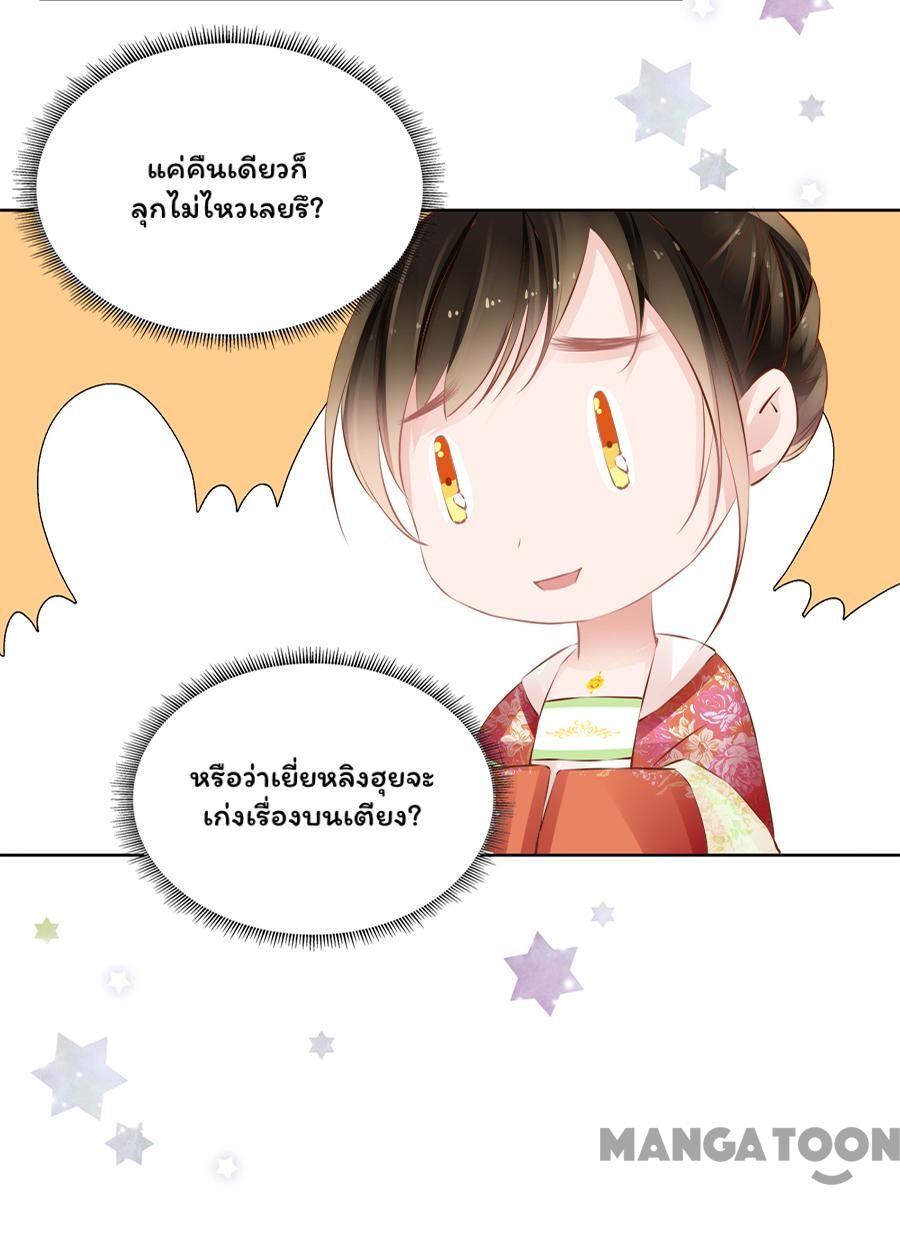 แค่คืนเดียวก็
ลุกไม่ไหวเลยรึ?
หรือว่าเยี่ยหลิงฮุยจะ
เก่งเรื่องบนเตียง?
MANGATOON